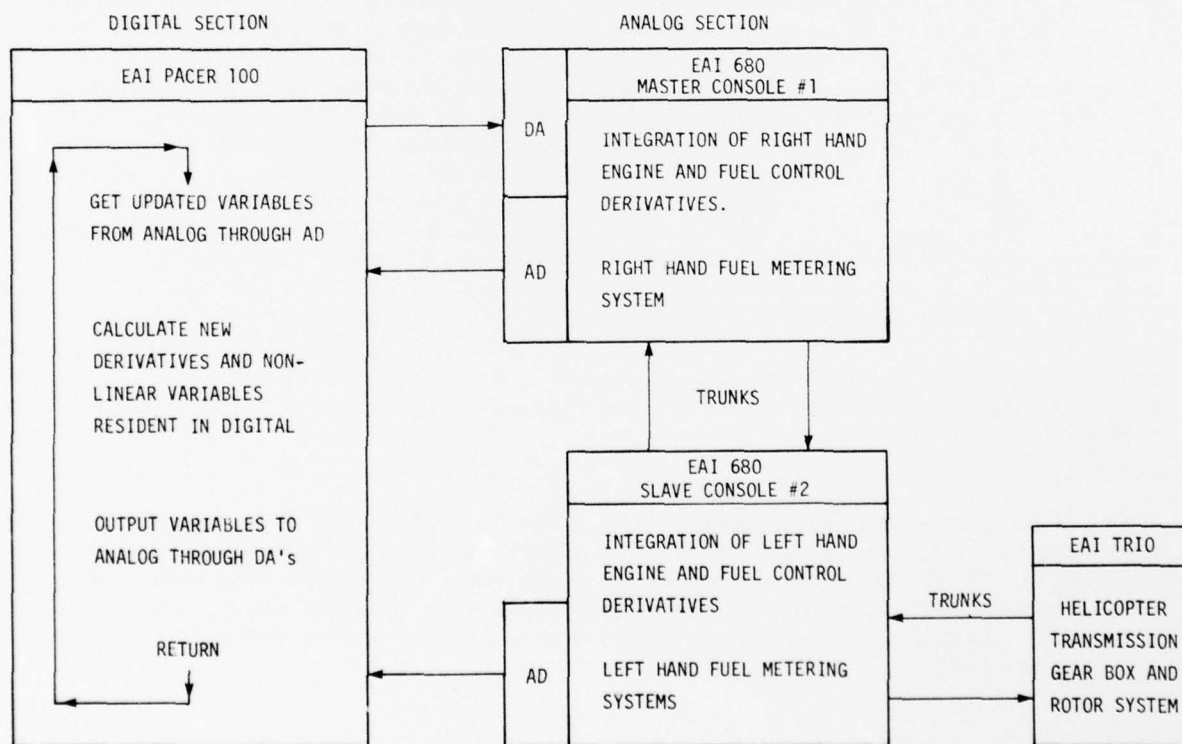 DIGITAL SECTION
EAI PACER 100
GET UPDATED VARIABLES
FROM ANALOG THROUGH AD
CALCULATE NEW
DERIVATIVES AND NON-
LINEAR VARIABLES
RESIDENT IN DIGITAL
OUTPUT VARIABLES TO
ANALOG THROUGH DA's
RETURN
ANALOG SECTION
DA
AD
EAI 680
MASTER CONSOLE #1
INTEGRATION OF RIGHT HAND
ENGINE AND FUEL CONTROL
DERIVATIVES.
RIGHT HAND FUEL METERING
SYSTEM
TRUNKS
EAI 680
SLAVE CONSOLE #2
INTEGRATION OF LEFT HAND
ENGINE AND FUEL CONTROL
DERIVATIVES
LEFT HAND FUEL METERING
SYSTEMS
AD
TRUNKS
EAI TRIO
HELICOPTER
TRANSMISSION
GEAR BOX AND
ROTOR SYSTEM